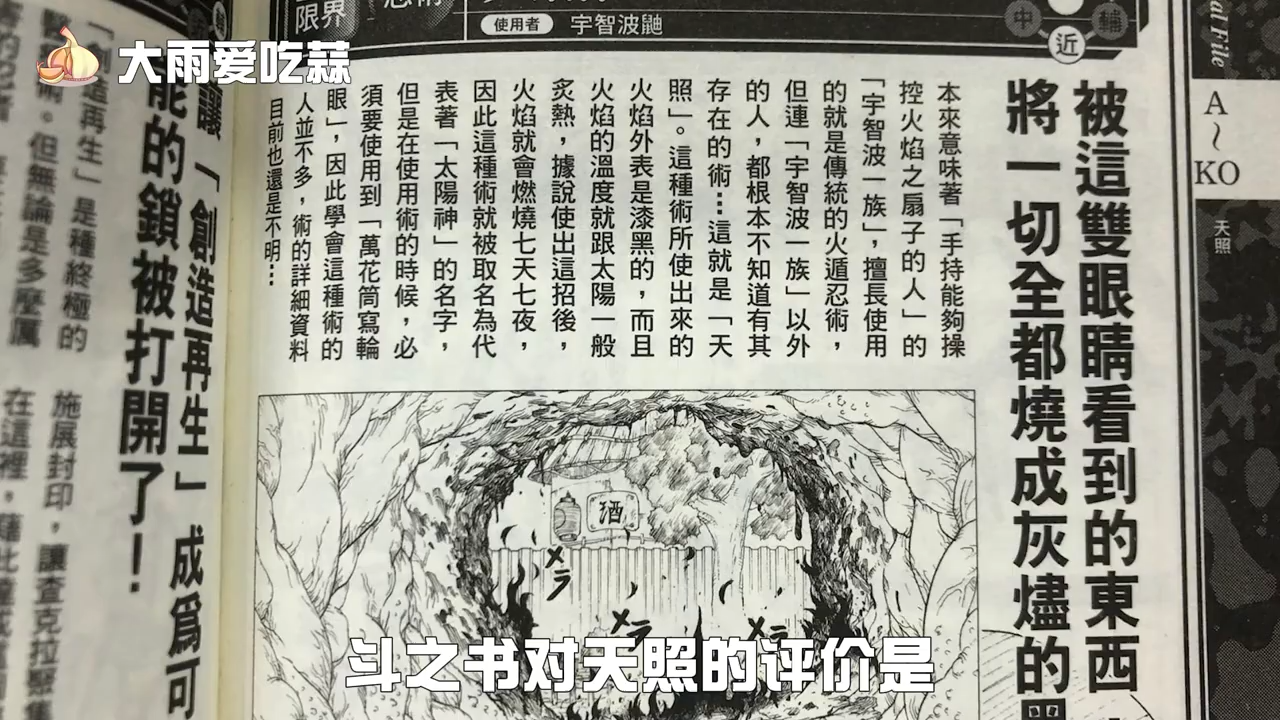 大雨爱吃蒜
限界
使用者 宇智波鼬
中
近
輔
al File
A
~
KO
天照
被這雙眼睛看到的東西，
將一切全都燒成灰燼的黑
本來意味著「手持能夠操
控火焰之扇子的人」的
「宇智波一族」，擅長使用
的就是傳統的火遁忍術，
但連「宇智波一族」以外
的人，都根本不知道有其
存在的術…這就是「天
照」。這種術所使出來的
火焰外表是漆黑的，而且
火焰的溫度就跟太陽一般
炙熱，據說使出這招後，
火焰就會燃燒七天七夜，
因此這種術就被取名為代
表著「太陽神」的名字，
但是在使用術的時候，必
須要使用到「萬花筒寫輪
眼」，因此學會這種術的
人並不多，術的詳細資料
目前也還是不明…
酒
メラ
メラ
メラ
讓「創造再生」成爲可
能的鎖被打開了！
「創造再生」是種終極的
術。但無論是多麼厲
施展封印，讓查克拉聚集
在這裡，藉此達成
斗之书对天照的评价是